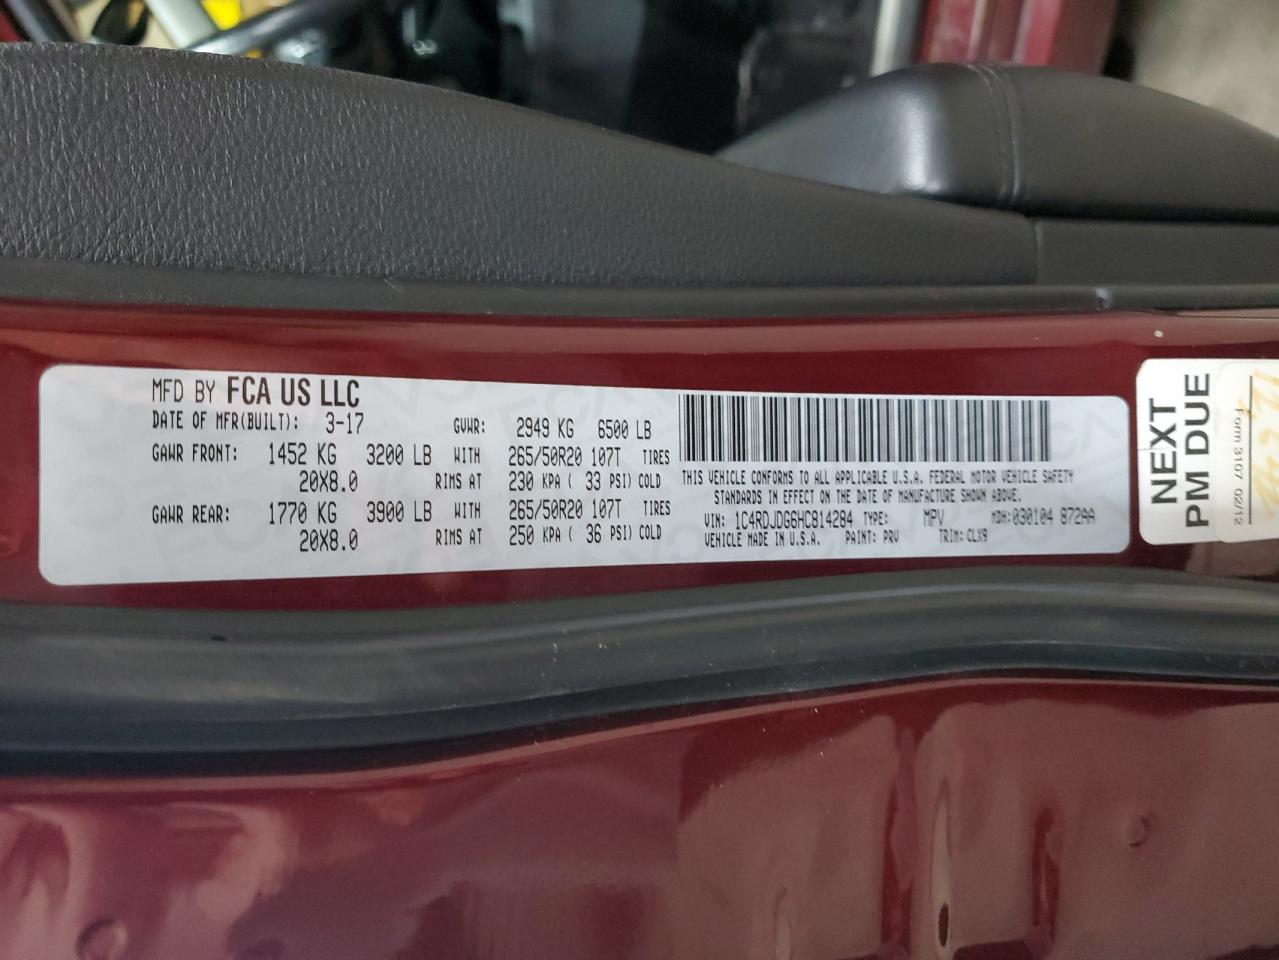 MFD BY FCA US LLC
DATE OF MFR(BUILT): 3-17 GVWR: 2949 KG 6500 LB
GAWR FRONT: 1452 KG 3200 LB WITH 265/50R20 107T TIRES
20X8.0 RIMS AT 230 KPA ( 33 PSI) COLD
GAWR REAR: 1770 KG 3900 LB WITH 265/50R20 107T TIRES
20X8.0 RIMS AT 250 KPA ( 36 PSI) COLD
THIS VEHICLE CONFORMS TO ALL APPLICABLE U.S.A. FEDERAL MOTOR VEHICLE SAFETY
STANDARDS IN EFFECT ON THE DATE OF MANUFACTURE SHOWN ABOVE.
VIN: 1C4RDJDG6HC814284 TYPE: MPV MDH:030104 872AA
VEHICLE MADE IN U.S.A. PAINT: PRV TRIM: CLX9
NEXT
PM DUE
Form 3107 02/12